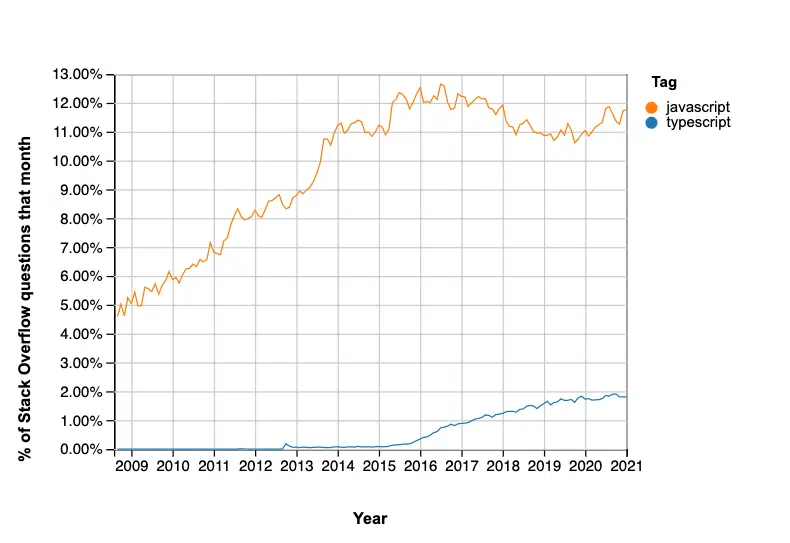 13.00%
12.00%
11.00%
10.00%
9.00%
8.00%
7.00%
6.00%
5.00%
4.00%
3.00%
2.00%
1.00%
0.00%
% of Stack Overflow questions that month
2009 2010 2011 2012 2013 2014 2015 2016 2017 2018 2019 2020 2021
Year
Tag
javascript
typescript